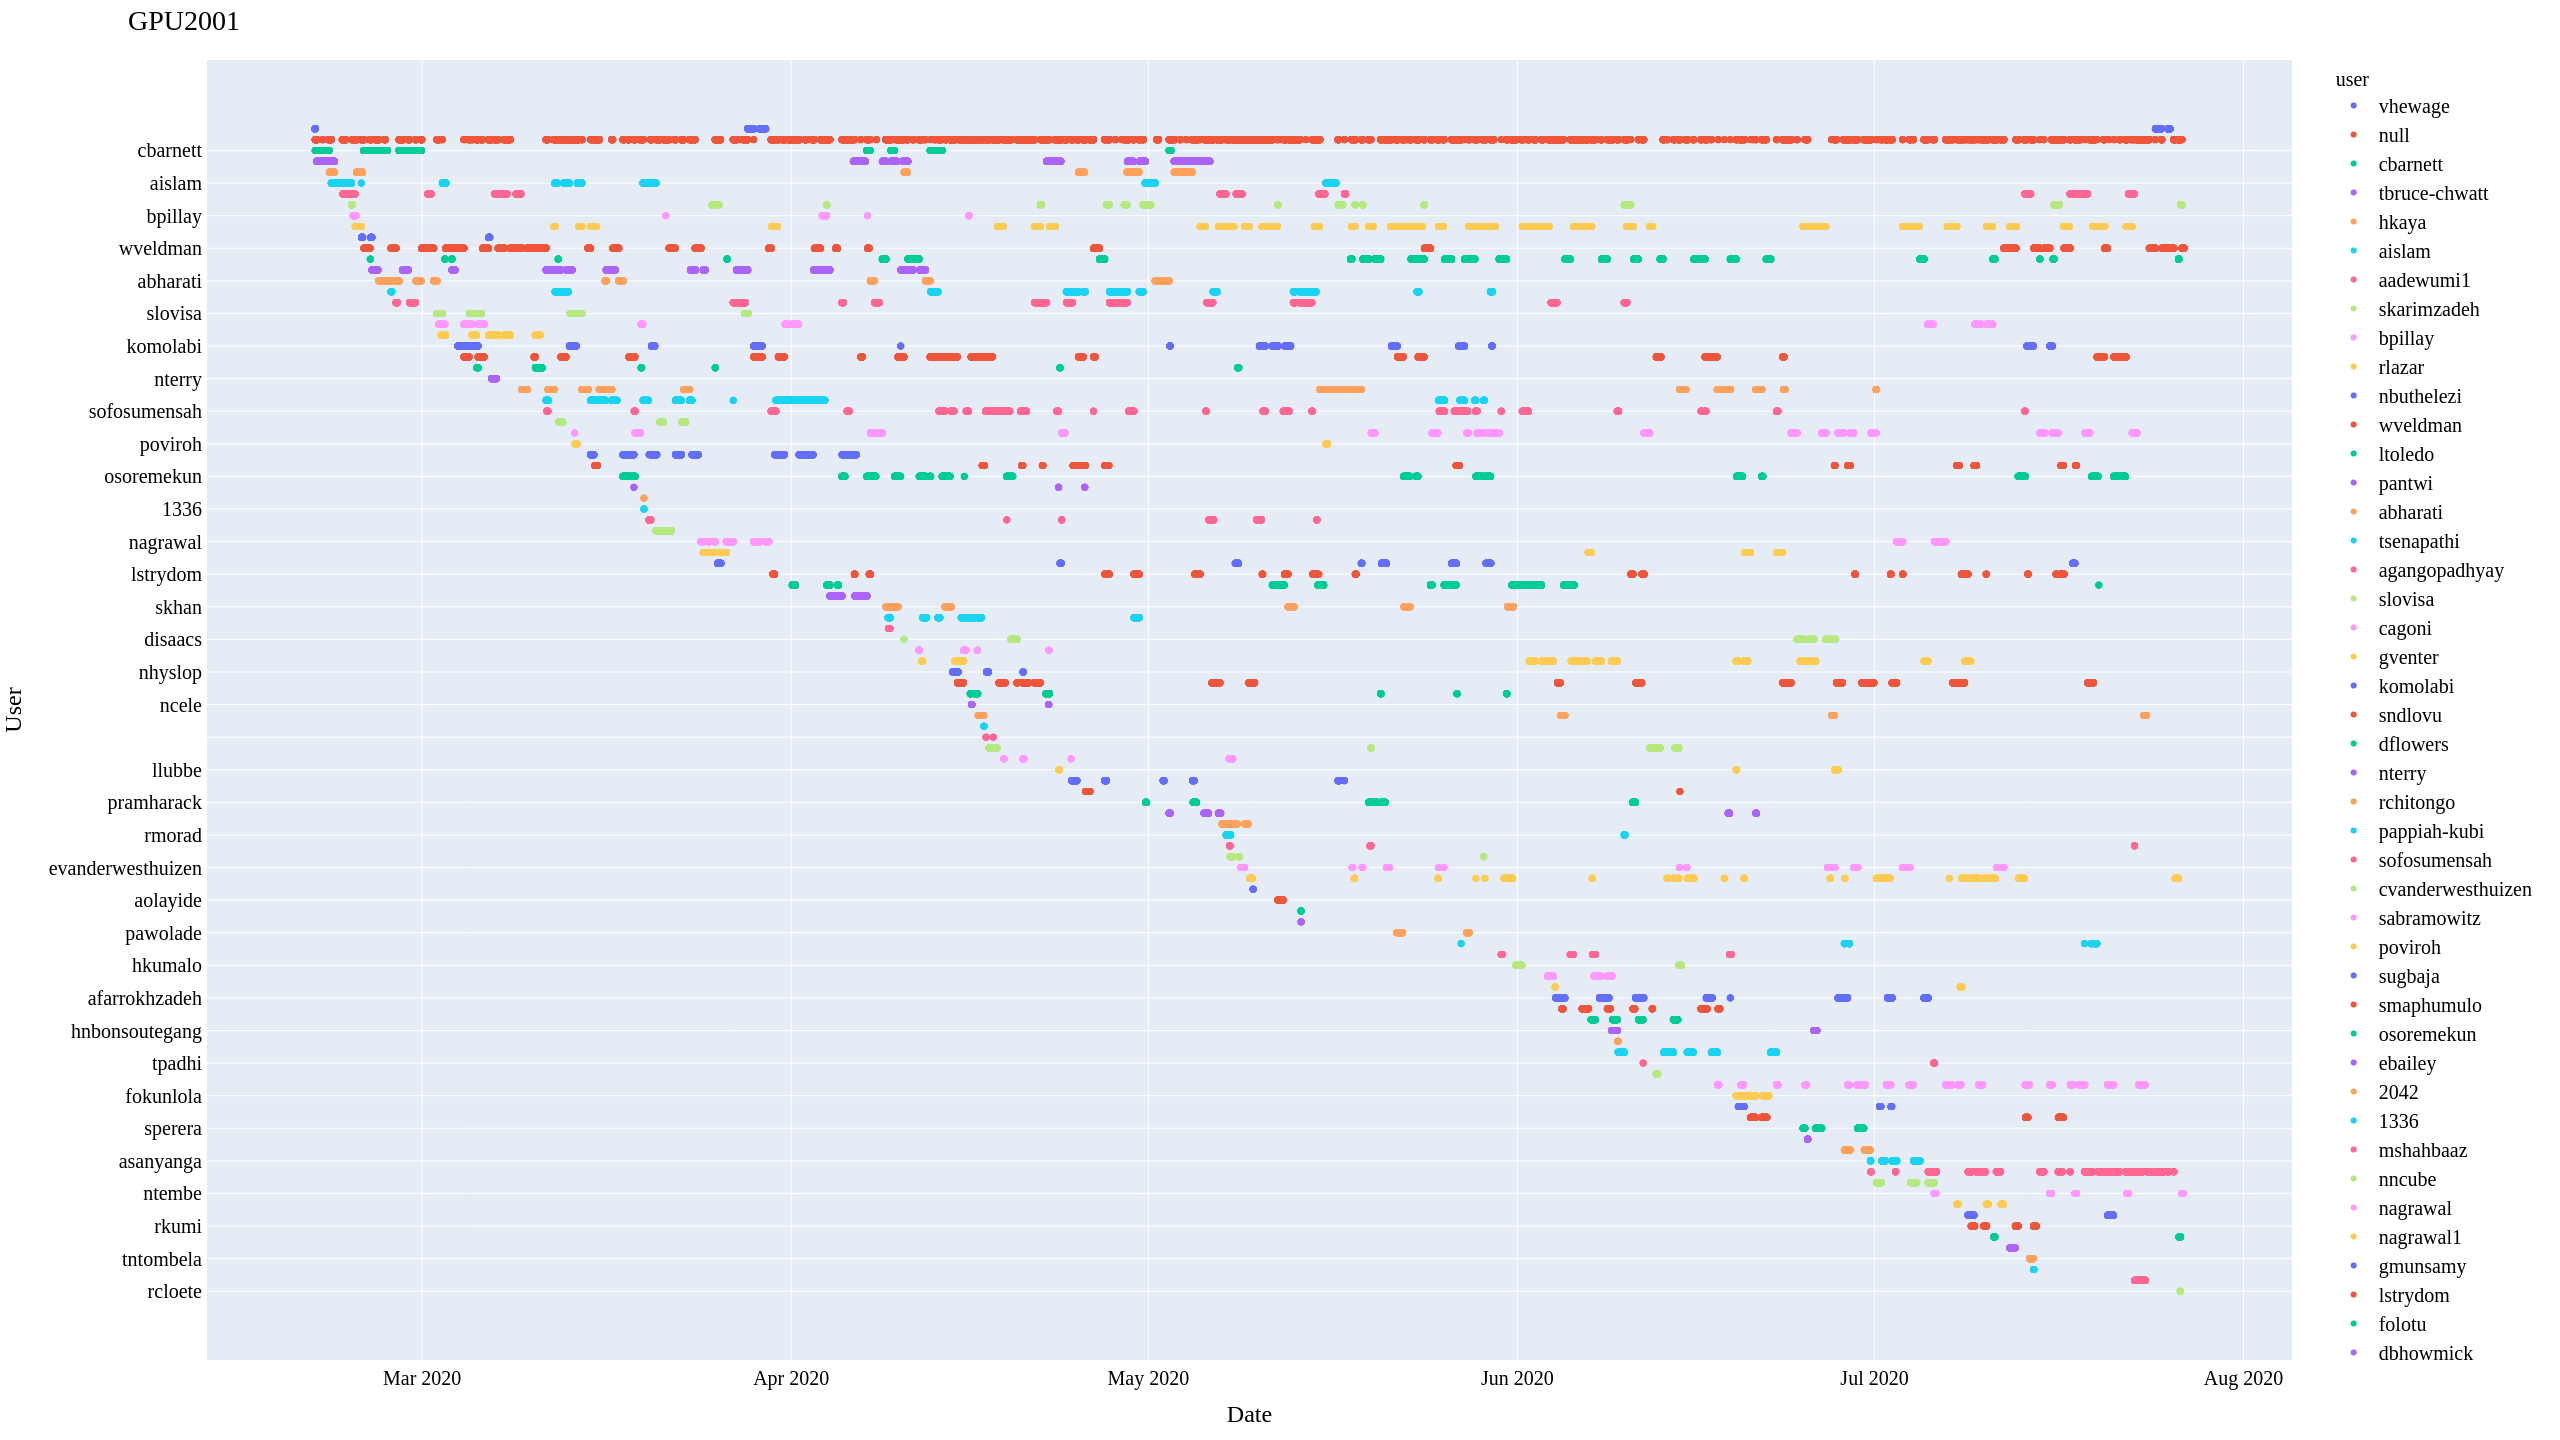 GPU2001
cbarnett
aislam
bpillay
wveldman
abharati
slovisa
komolabi
nterry
sofosumensah
poviroh
osoremekun
1336
nagrawal
lstrydom
skhan
disaacs
nhyslop
ncele
llubbe
pramharack
rmorad
evanderwesthuizen
aolayide
pawolade
hkumalo
afarrokhzadeh
hnbonsoutegang
tpadhi
fokunlola
sperera
asanyanga
ntembe
rkumi
tntombela
rcloete
User
Mar 2020
Apr 2020
May 2020
Jun 2020
Jul 2020
Aug 2020
Date
user
vhewage
null
cbarnett
tbruce-chwatt
hkaya
aislam
aadewumi1
skarimzadeh
bpillay
rlazar
nbuthelezi
wveldman
ltoledo
pantwi
abharati
tsenapathi
agangopadhyay
slovisa
cagoni
gventer
komolabi
sndlovu
dflowers
nterry
rchitongo
pappiah-kubi
sofosumensah
cvanderwesthuizen
sabramowitz
poviroh
sugbaja
smaphumulo
osoremekun
ebailey
2042
1336
mshahbaaz
nncube
nagrawal
nagrawal1
gmunsamy
lstrydom
folotu
dbhowmick